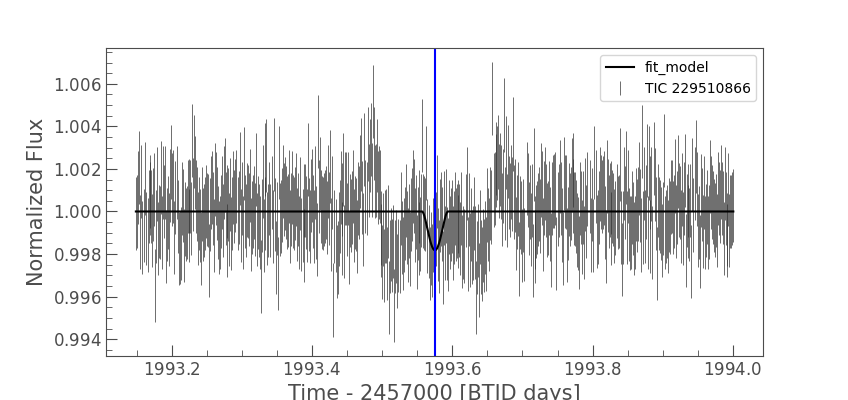 fit_model
TIC 229510866
1.006
1.004
1.002
1.000
0.998
0.996
0.994
Normalized Flux
1993.2 1993.4 1993.6 1993.8 1994.0
Time - 2457000 [BTJD days]